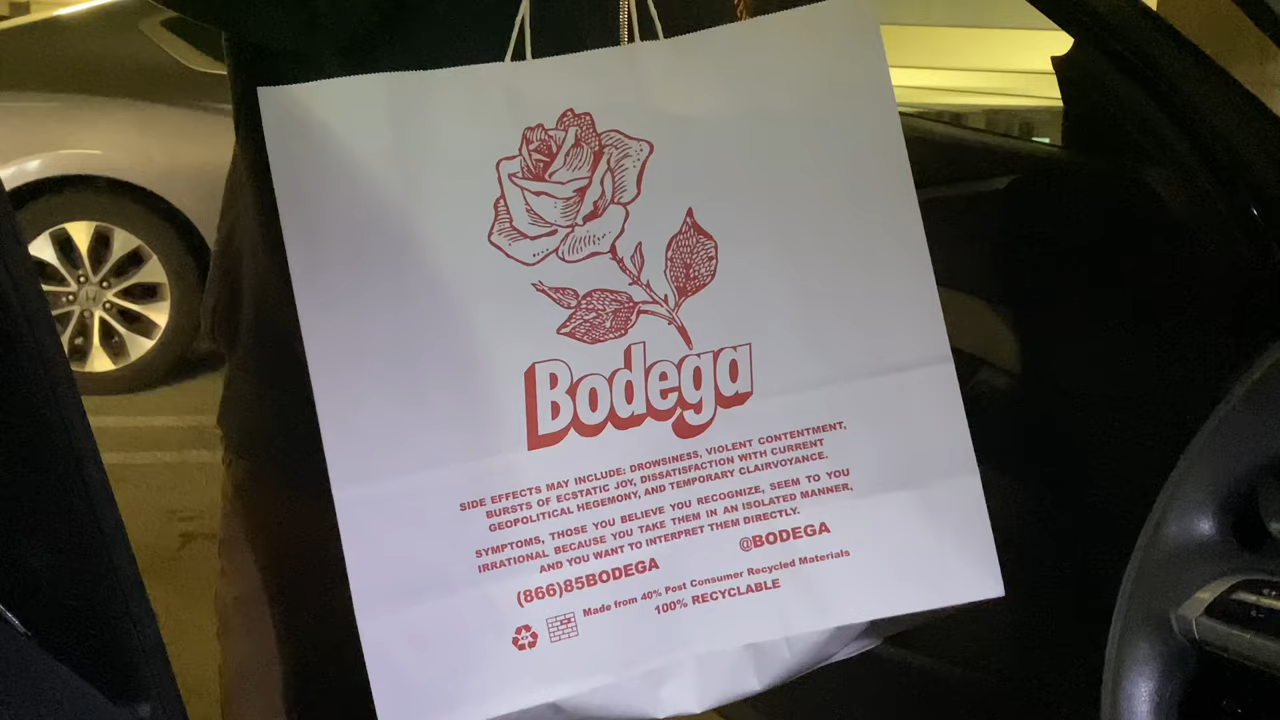 Bodega
SIDE EFFECTS MAY INCLUDE: DROWSINESS, VIOLENT CONTENTMENT,
BURSTS OF ECSTATIC JOY, DISSATISFACTION WITH CURRENT
GEOPOLITICAL HEGEMONY, AND TEMPORARY CLAIRVOYANCE.
SYMPTOMS, THOSE YOU BELIEVE YOU RECOGNIZE, SEEM TO YOU
IRRATIONAL BECAUSE YOU TAKE THEM IN AN ISOLATED MANNER,
AND YOU WANT TO INTERPRET THEM DIRECTLY.
(866)85BODEGA @BODEGA
Made from 40% Post Consumer Recycled Materials
100% RECYCLABLE